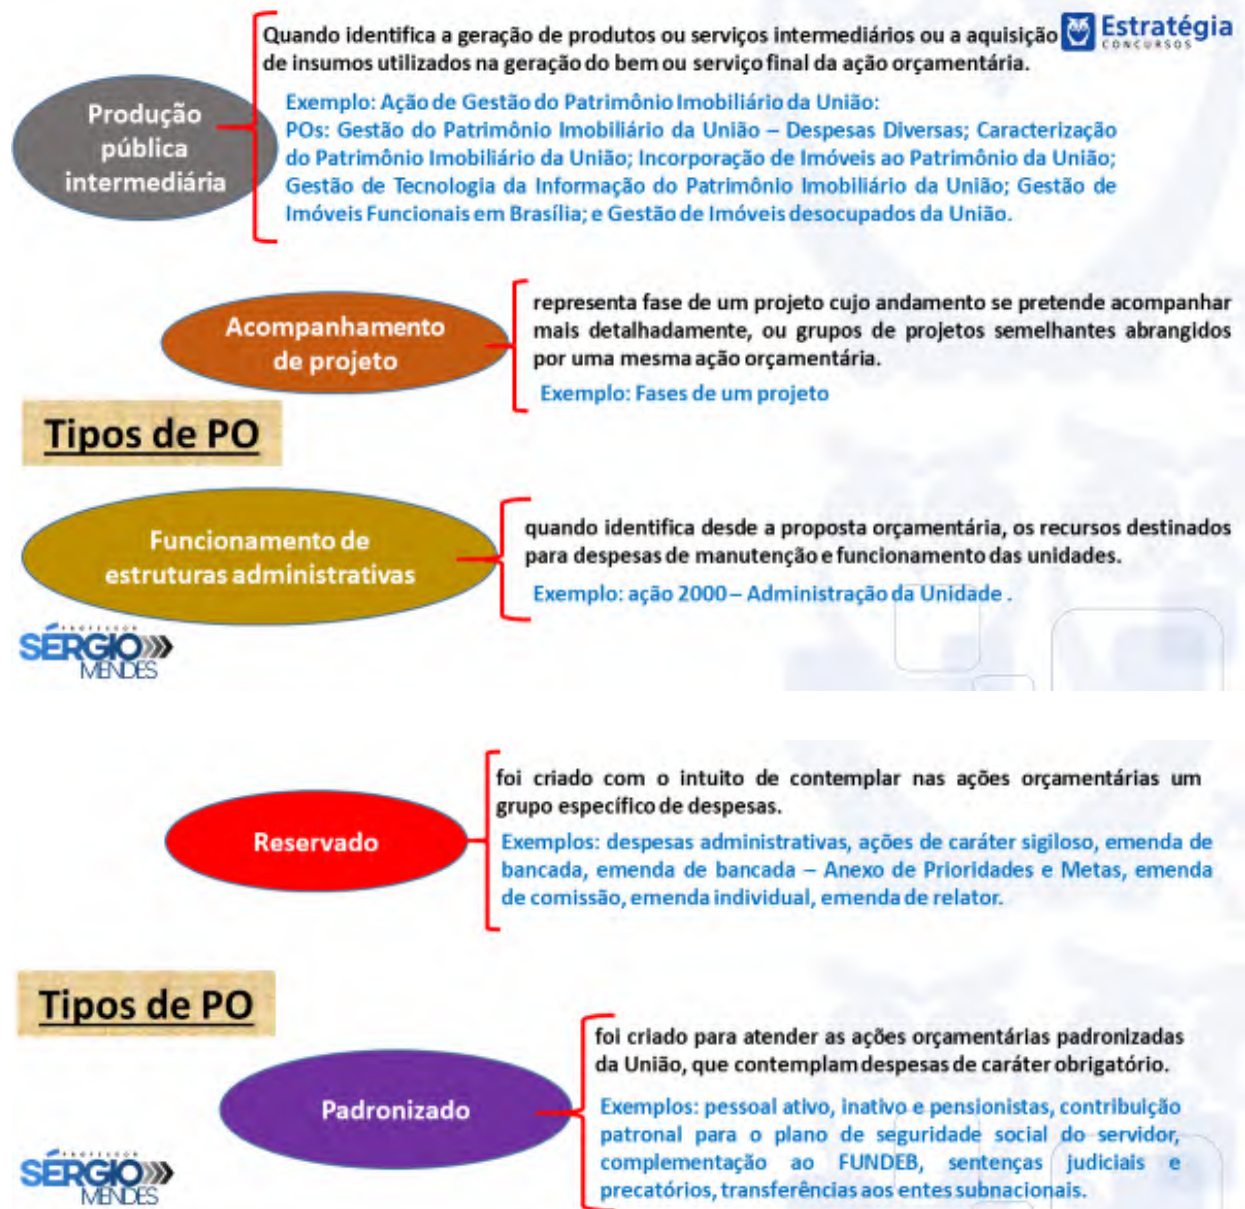 Quando identifica a geração de produtos ou serviços intermediários ou a aquisição
de insumos utilizados na geração do bem ou serviço final da ação orçamentária.
Estratégia
CONCURSOS
Produção
pública
intermediária
Exemplo: Ação de Gestão do Patrimônio Imobiliário da União:
POs: Gestão do Patrimônio Imobiliário da União – Despesas Diversas; Caracterização
do Patrimônio Imobiliário da União; Incorporação de Imóveis ao Patrimônio da União;
Gestão de Tecnologia da Informação do Patrimônio Imobiliário da União; Gestão de
Imóveis Funcionais em Brasília; e Gestão de Imóveis desocupados da União.
Acompanhamento
de projeto
representa fase de um projeto cujo andamento se pretende acompanhar
mais detalhadamente, ou grupos de projetos semelhantes abrangidos
por uma mesma ação orçamentária.
Exemplo: Fases de um projeto
Tipos de PO
Funcionamento de
estruturas administrativas
quando identifica desde a proposta orçamentária, os recursos destinados
para despesas de manutenção e funcionamento das unidades.
Exemplo: ação 2000 – Administração da Unidade .
PROFESSOR
SÉRGIO
MENDES
Reservado
foi criado com o intuito de contemplar nas ações orçamentárias um
grupo específico de despesas.
Exemplos: despesas administrativas, ações de caráter sigiloso, emenda de
bancada, emenda de bancada – Anexo de Prioridades e Metas, emenda
de comissão, emenda individual, emenda de relator.
Tipos de PO
Padronizado
foi criado para atender as ações orçamentárias padronizadas
da União, que contemplam despesas de caráter obrigatório.
Exemplos: pessoal ativo, inativo e pensionistas, contribuição
patronal para o plano de seguridade social do servidor,
complementação ao FUNDEB, sentenças judiciais e
precatórios, transferências aos entes subnacionais.
PROFESSOR
SÉRGIO
MENDES